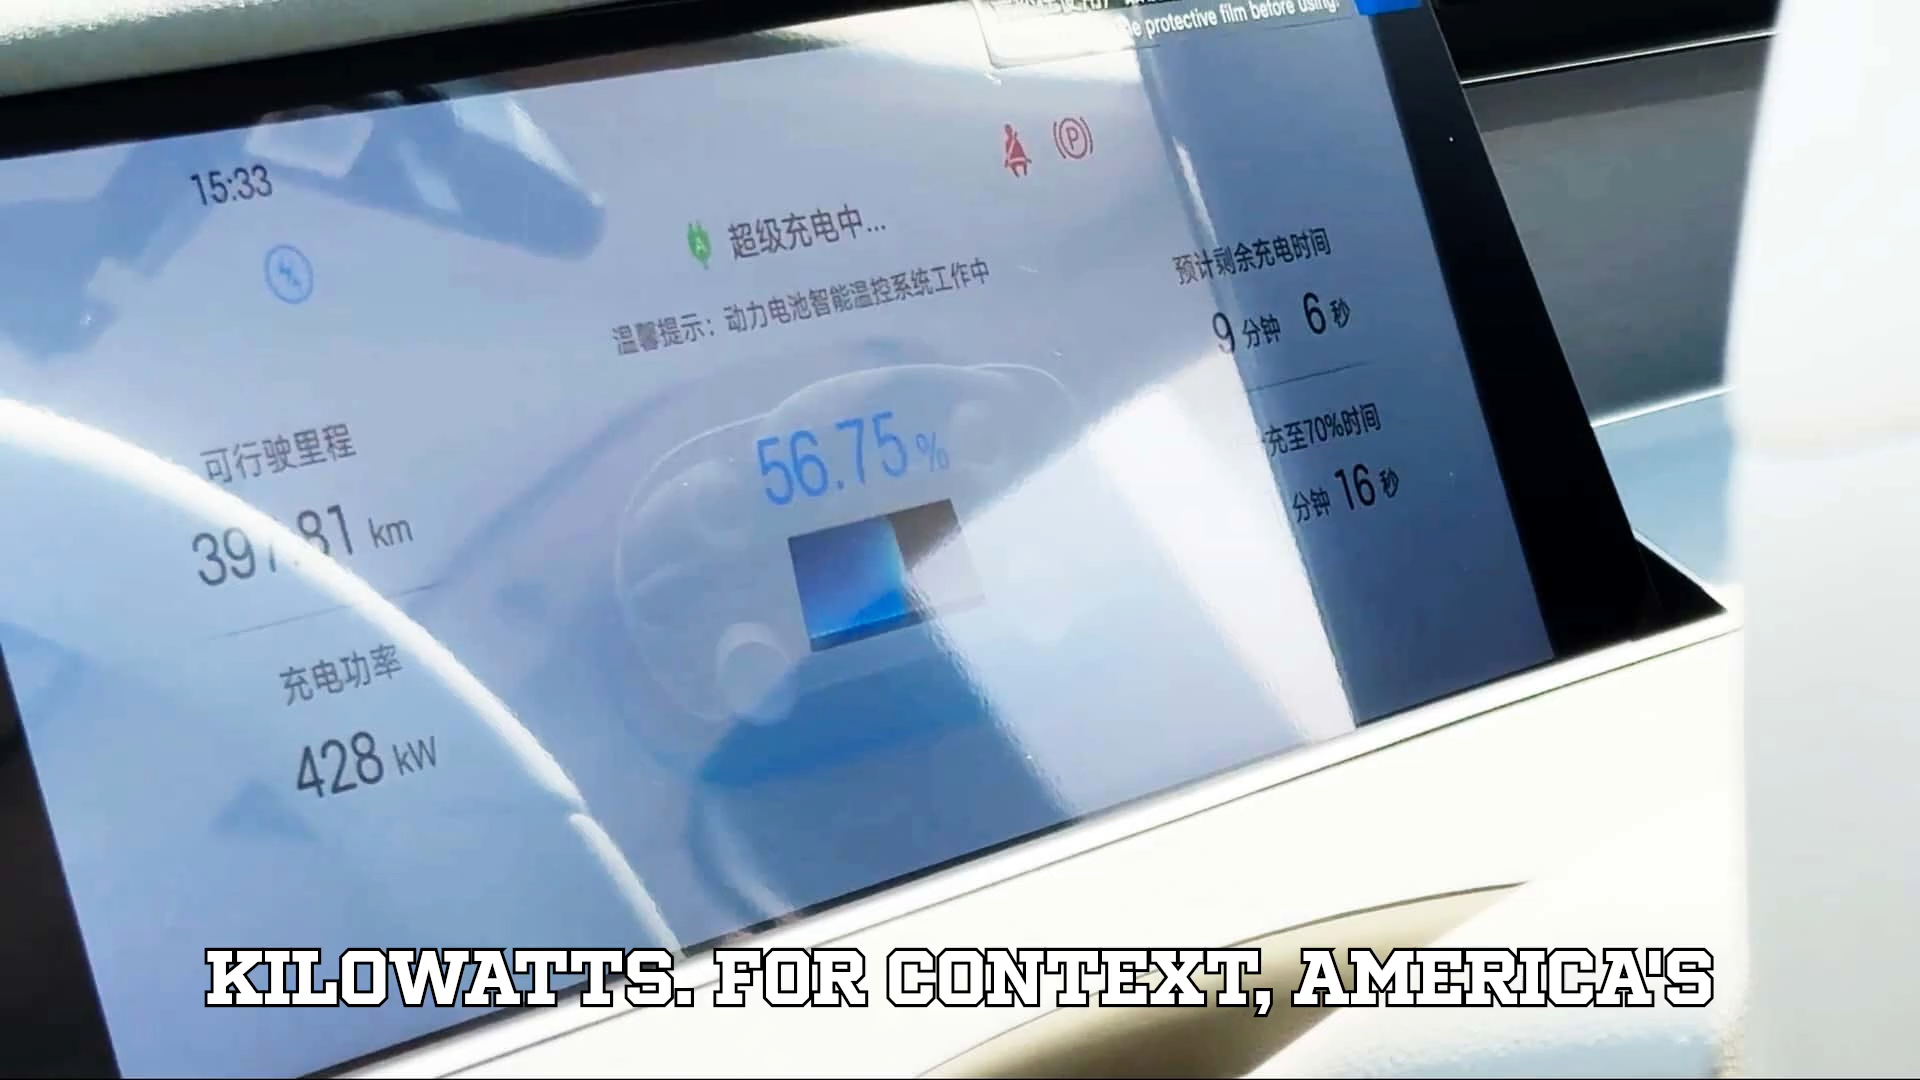 protective film before using.
15:33
超级充电中...
温馨提示：动力电池智能温控系统工作中
预计剩余充电时间
9 分钟 6 秒
可行驶里程
397.81 km
56.75 %
充至70%时间
分钟 16 秒
充电功率
428 kW
KILOWATTS. FOR CONTEXT, AMERICA'S